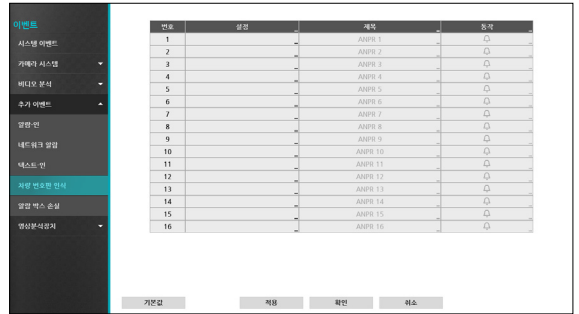 이벤트
시스템 이벤트
카메라 시스템
비디오 분석
추가 이벤트
알람-인
네트워크 알람
텍스트-인
차량 번호판 인식
알람 박스 손실
영상분석장치
번호 설정 제목 동작
1 ANPR 1
2 ANPR 2
3 ANPR 3
4 ANPR 4
5 ANPR 5
6 ANPR 6
7 ANPR 7
8 ANPR 8
9 ANPR 9
10 ANPR 10
11 ANPR 11
12 ANPR 12
13 ANPR 13
14 ANPR 14
15 ANPR 15
16 ANPR 16
기본값 적용 확인 취소